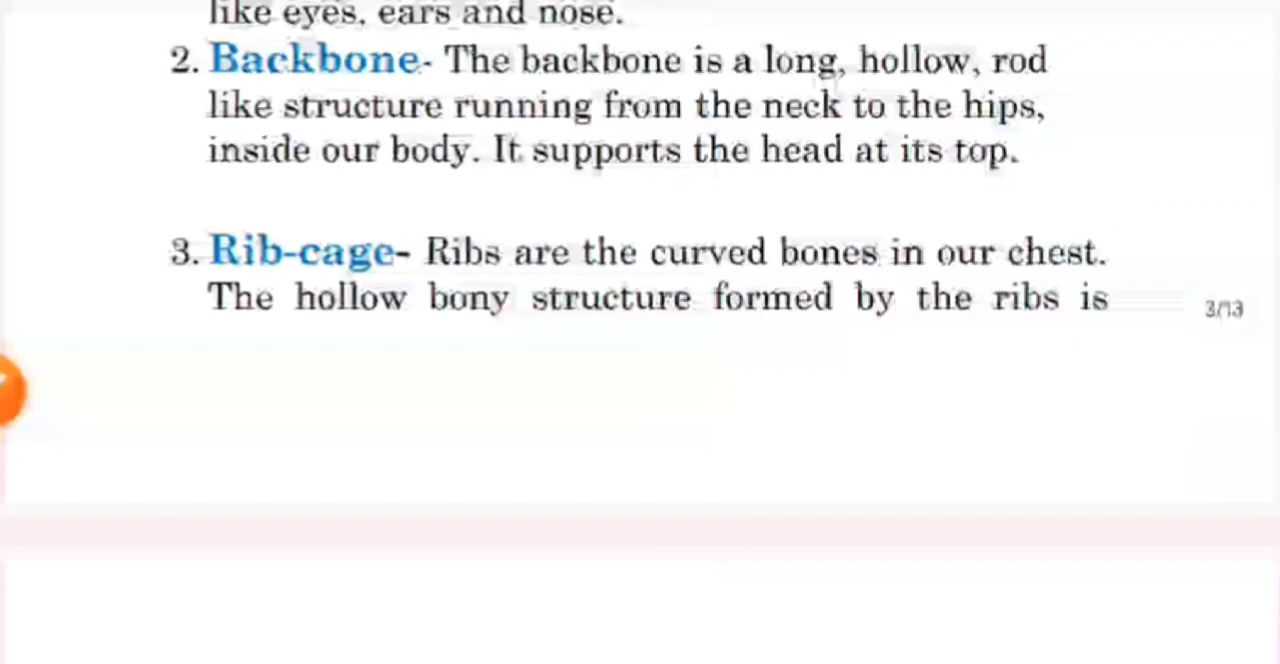 like eyes, ears and nose.
2. Backbone- The backbone is a long, hollow, rod
like structure running from the neck to the hips,
inside our body. It supports the head at its top.
3. Rib-cage- Ribs are the curved bones in our chest.
The hollow bony structure formed by the ribs is
3/13